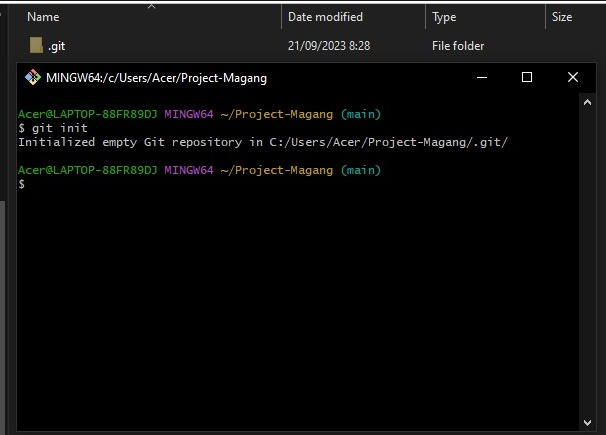 Name Date modified Type Size
.git 21/09/2023 8:28 File folder
MINGW64:/c/Users/Acer/Project-Magang
Acer@LAPTOP-88FR89DJ MINGW64 ~/Project-Magang (main)
$ git init
Initialized empty Git repository in C:/Users/Acer/Project-Magang/.git/
Acer@LAPTOP-88FR89DJ MINGW64 ~/Project-Magang (main)
$